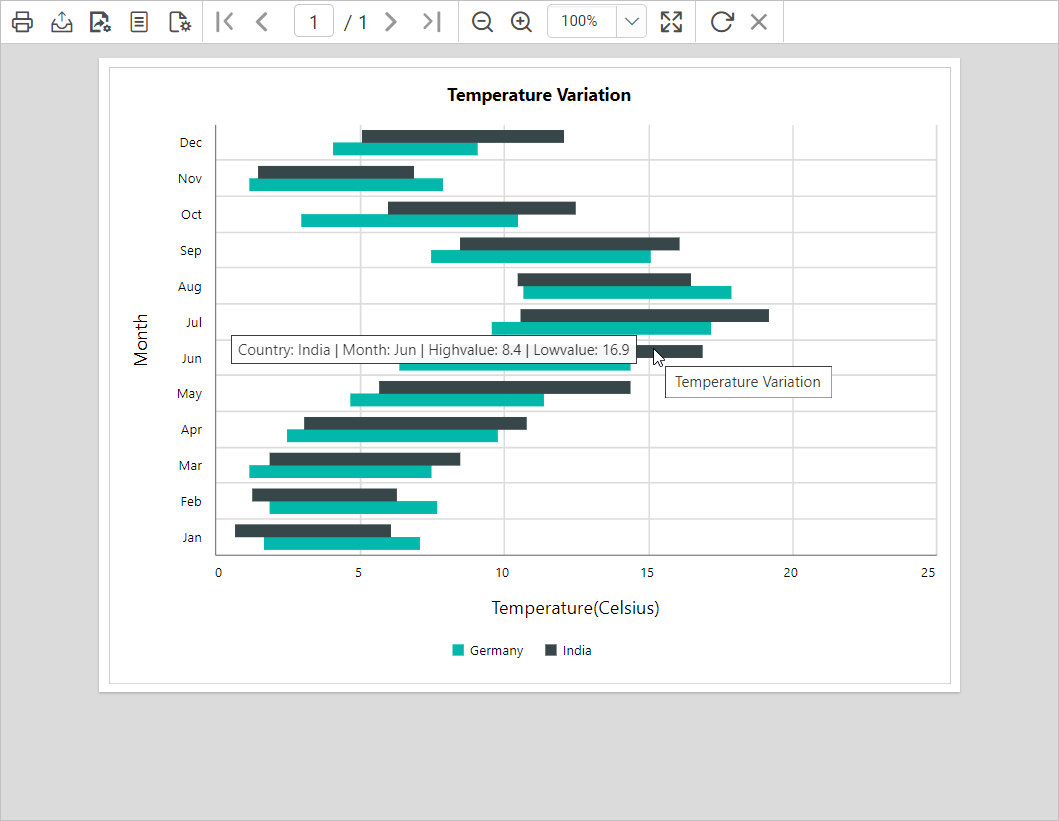 1 / 1 100%
Temperature Variation
Dec
Nov
Oct
Sep
Aug
Jul
Country: India | Month: Jun | Highvalue: 8.4 | Lowvalue: 16.9
Jun
Temperature Variation
May
Apr
Mar
Feb
Jan
Month
0 5 10 15 20 25
Temperature(Celsius)
Germany India